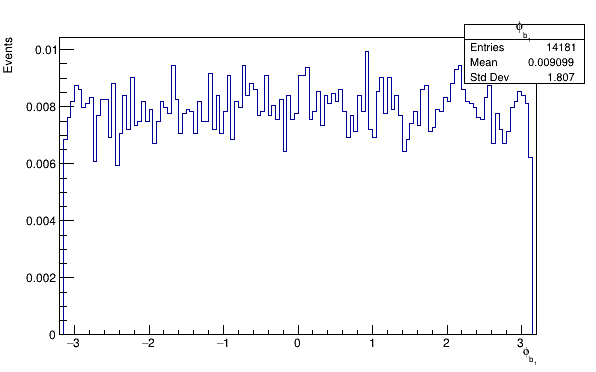 ϕ_b₁
Entries 14181
Mean 0.009099
Std Dev 1.807
Events
0.01
0.008
0.006
0.004
0.002
0
−3 −2 −1 0 1 2 3
ϕ_b₁